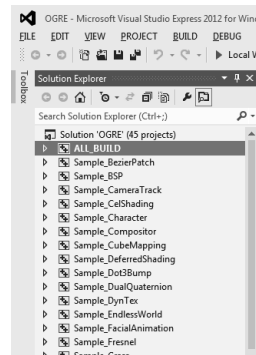 OGRE - Microsoft Visual Studio Express 2012 for Win
FILE EDIT VIEW PROJECT BUILD DEBUG
Local W
Toolbox
Solution Explorer
Search Solution Explorer (Ctrl+;)
Solution 'OGRE' (45 projects)
ALL_BUILD
Sample_BezierPatch
Sample_BSP
Sample_CameraTrack
Sample_CelShading
Sample_Character
Sample_Compositor
Sample_CubeMapping
Sample_DeferredShading
Sample_Dot3Bump
Sample_DualQuaternion
Sample_DynTex
Sample_EndlessWorld
Sample_FacialAnimation
Sample_Fresnel